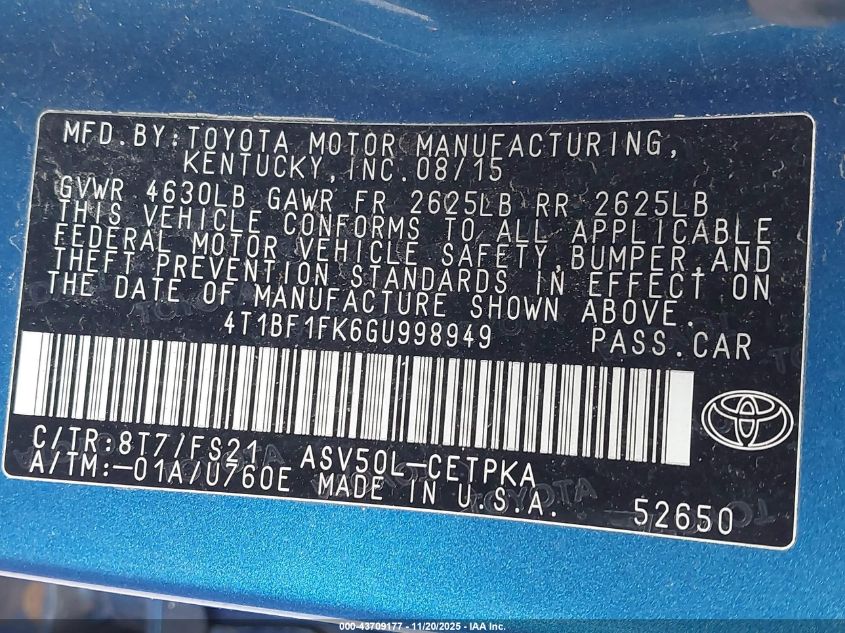 MFD.BY:TOYOTA MOTOR MANUFACTURING,
KENTUCKY,INC.08/15
GVWR 4630LB GAWR FR 2625LB RR 2625LB
THIS VEHICLE CONFORMS TO ALL APPLICABLE
FEDERAL MOTOR VEHICLE SAFETY,BUMPER,AND
THEFT PREVENTION STANDARDS IN EFFECT ON
THE DATE OF MANUFACTURE SHOWN ABOVE.
4T1BF1FK6GU998949 PASS.CAR
C/TR:8T7/FS21 ASV50L-CETPKA
A/TM:-01A/U760E MADE IN U.S.A. 52650
TOYOTA
000-43709177 - 11/20/2025 - IAA Inc.